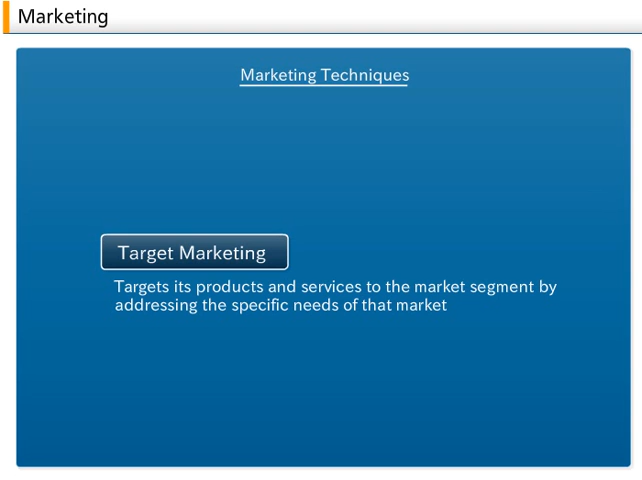 Marketing
Marketing Techniques
Target Marketing
Targets its products and services to the market segment by
addressing the specific needs of that market